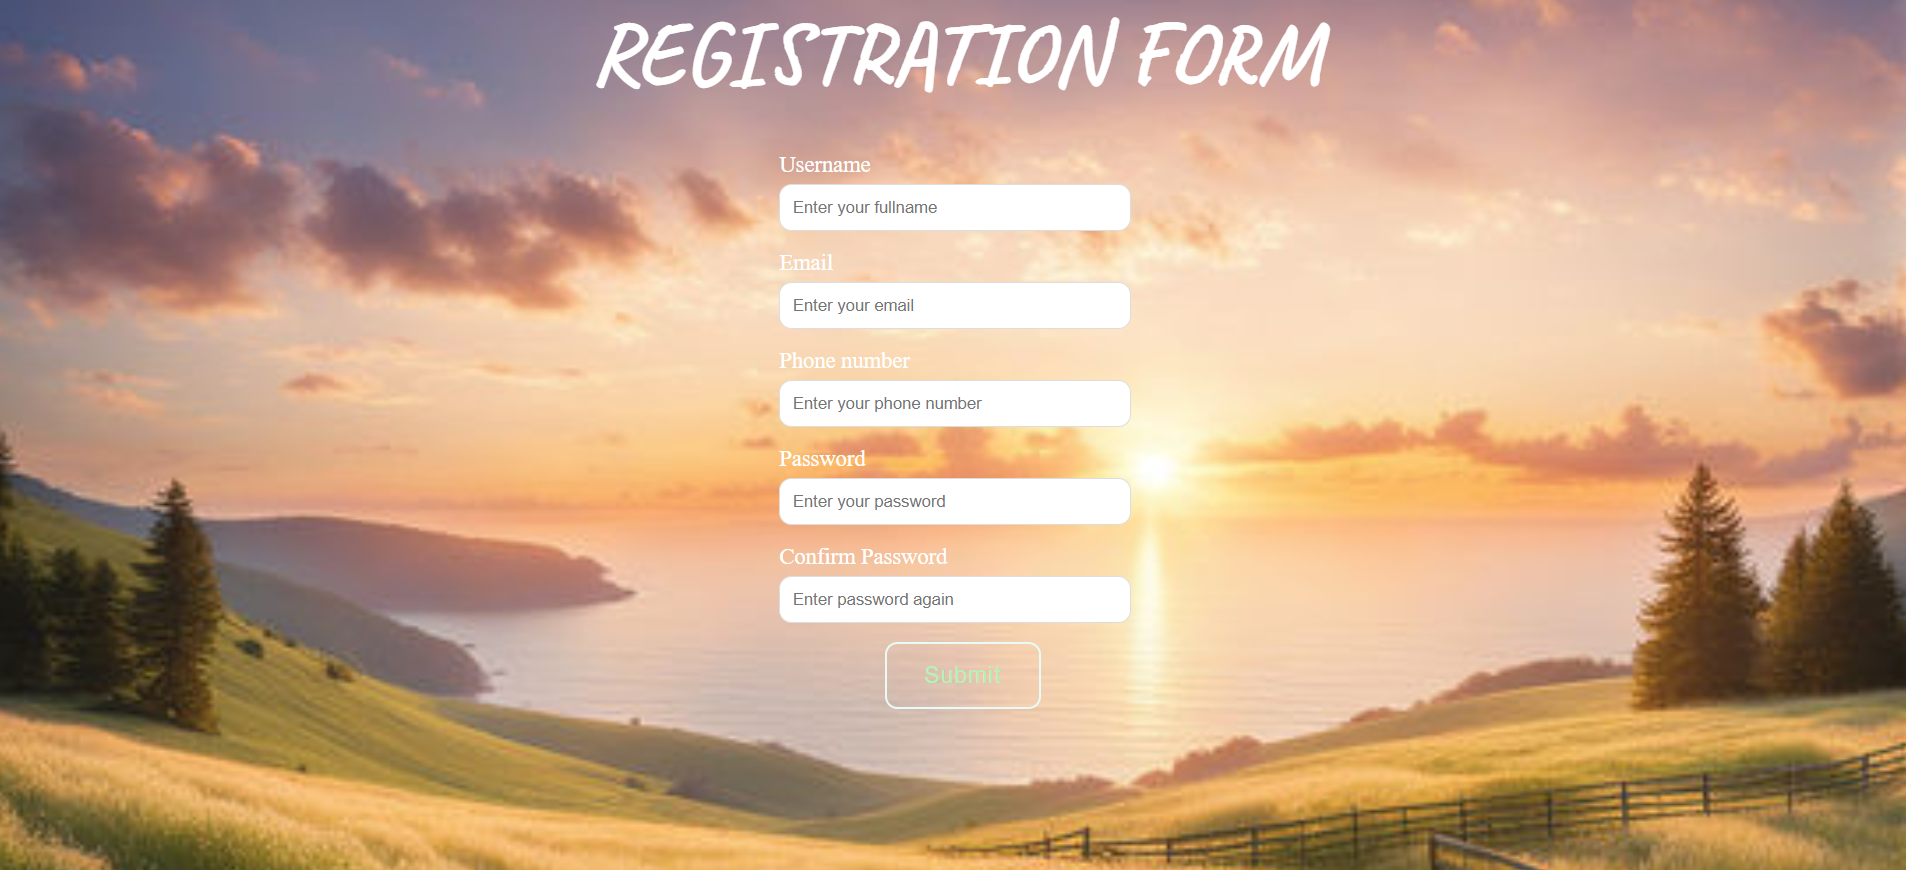 REGISTRATION FORM
Username
Enter your fullname
Email
Enter your email
Phone number
Enter your phone number
Password
Enter your password
Confirm Password
Enter password again
Submit